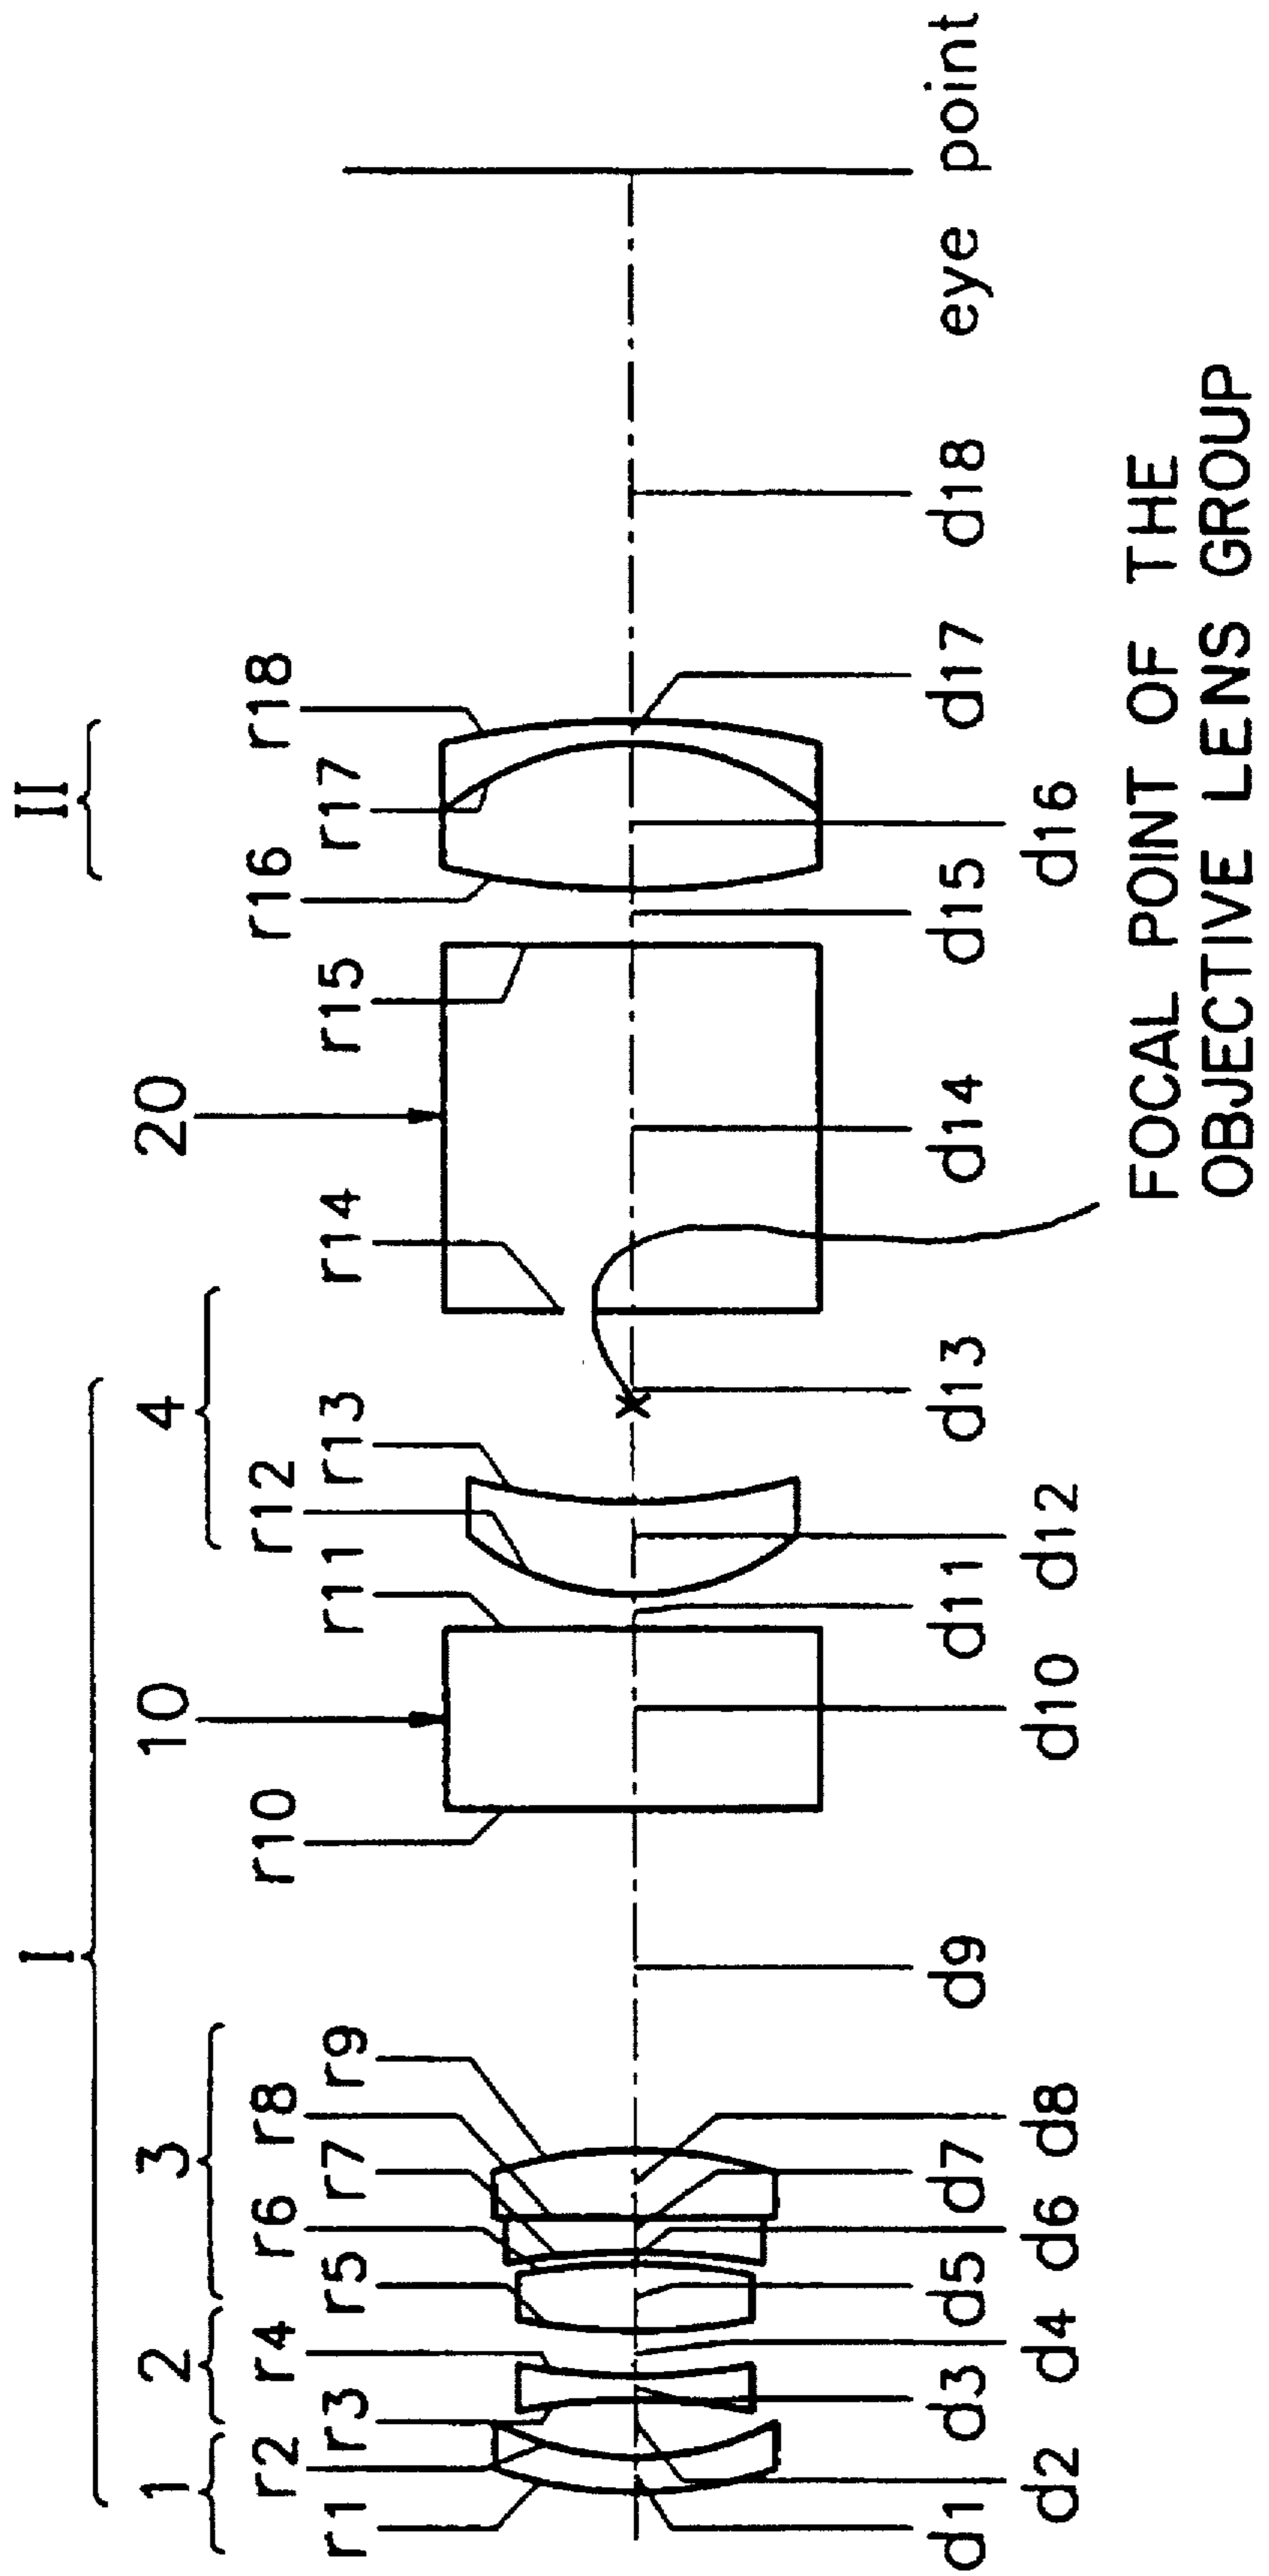 I II
1 2 3 10 4 20
r2 r4 r6 r8 r10 r12 r16 r18
r1 r3 r5 r7 r9 r11 r13 r14 r15 r17
d1 d3 d5 d7 d9 d11 d13 d14 d15 d17 d18 eye point
d2 d4 d6 d8 d10 d12 d16
FOCAL POINT OF THE
OBJECTIVE LENS GROUP